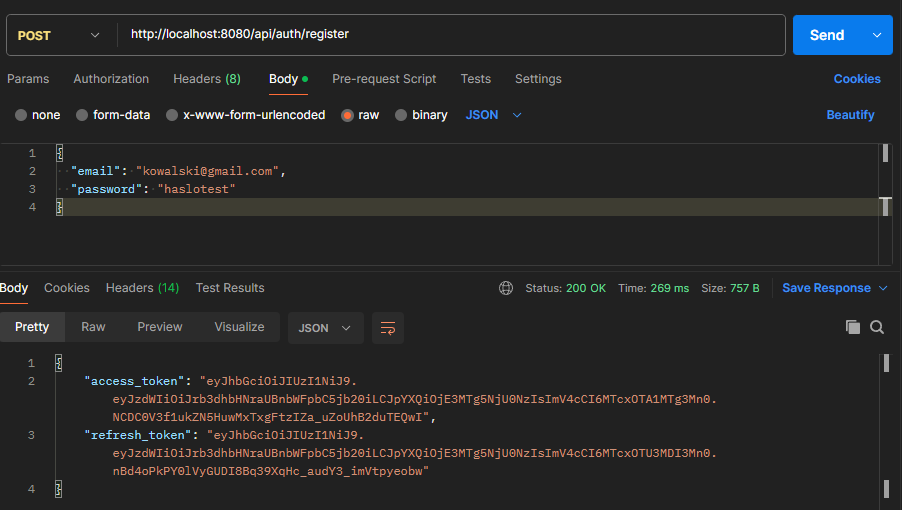 POST http://localhost:8080/api/auth/register Send
Params Authorization Headers (8) Body Pre-request Script Tests Settings Cookies
none form-data x-www-form-urlencoded raw binary JSON Beautify
1 {
2 "email": "kowalski@gmail.com",
3 "password": "haslotest"
4 }
Body Cookies Headers (14) Test Results Status: 200 OK Time: 269 ms Size: 757 B Save Response
Pretty Raw Preview Visualize JSON
1 {
2 "access_token": "eyJhbGciOiJIUzI1NiJ9.
eyJzdWIiOiJrb3dhbHNraUBnbWFpbC5jb20iLCJpYXQiOjE3MTg5NjU0NzIsImV4cCI6MTcxOTA1MTg3Mn0.
NCDC0V3f1ukZN5HuwMxTxgFtzIZa_uZoUhB2duTEQwI",
3 "refresh_token": "eyJhbGciOiJIUzI1NiJ9.
eyJzdWIiOiJrb3dhbHNraUBnbWFpbC5jb20iLCJpYXQiOjE3MTg5NjU0NzIsImV4cCI6MTcxOTU3MDI3Mn0.
nBd4oPkPY0lVyGUDI8Bq39XqHc_audY3_imVtpyeobw"
4 }